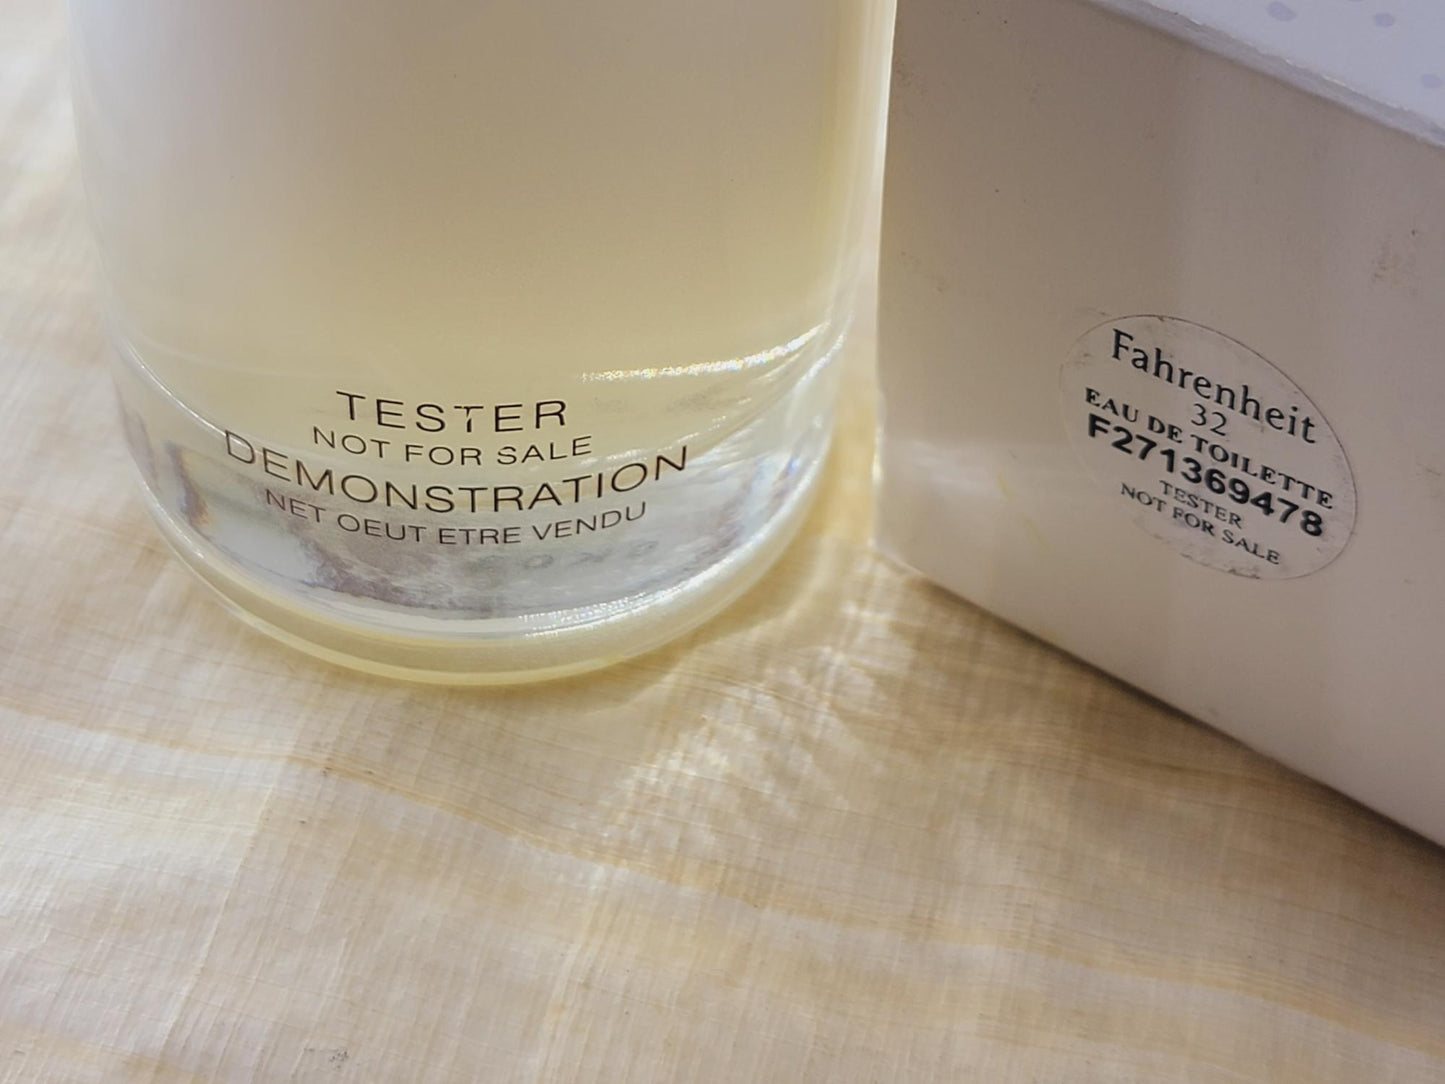 TESTER
NOT FOR SALE
DEMONSTRATION
NET OEUT ETRE VENDU
Fahrenheit
32
EAU DE TOILETTE
F271369478
TESTER
NOT FOR SALE